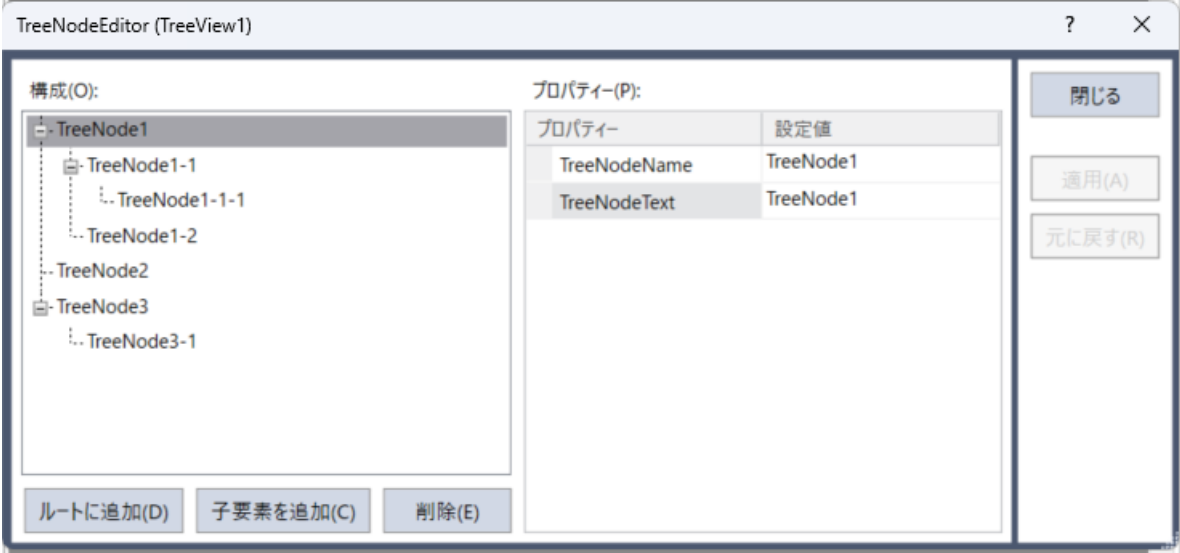 TreeNodeEditor (TreeView1)
?
構成(O):
TreeNode1
TreeNode1-1
TreeNode1-1-1
TreeNode1-2
TreeNode2
TreeNode3
TreeNode3-1
ルートに追加(D)
子要素を追加(C)
削除(E)
プロパティー(P):
プロパティー 設定値
TreeNodeName TreeNode1
TreeNodeText TreeNode1
閉じる
適用(A)
元に戻す(R)